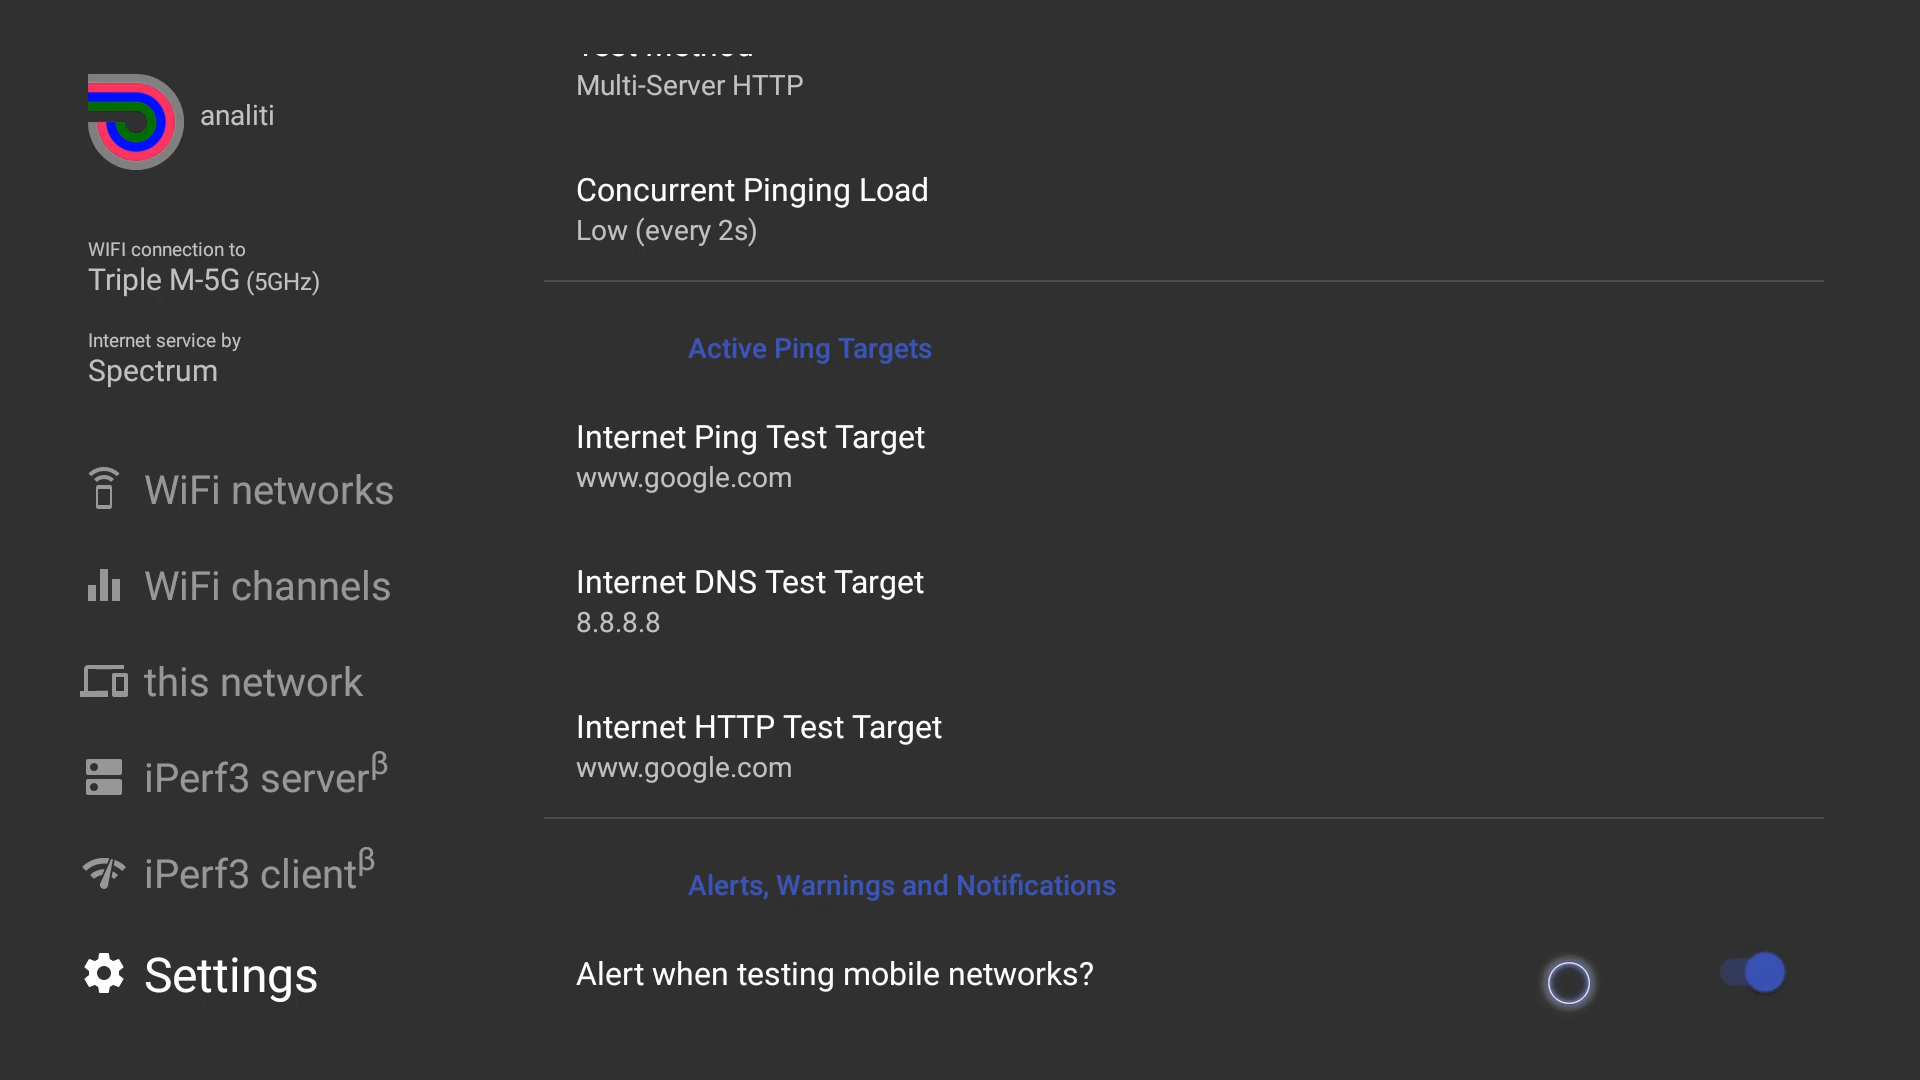 analiti
WIFI connection to
Triple M-5G (5GHz)
Internet service by
Spectrum
WiFi networks
WiFi channels
this network
iPerf3 serverβ
iPerf3 clientβ
Settings
Test Method
Multi-Server HTTP
Concurrent Pinging Load
Low (every 2s)
Active Ping Targets
Internet Ping Test Target
www.google.com
Internet DNS Test Target
8.8.8.8
Internet HTTP Test Target
www.google.com
Alerts, Warnings and Notifications
Alert when testing mobile networks?